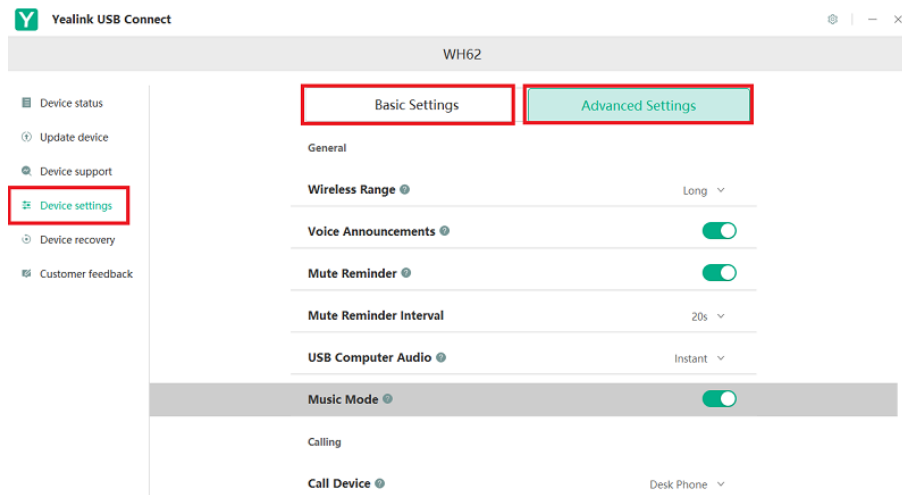 Y Yealink USB Connect
WH62
Device status
Update device
Device support
Device settings
Device recovery
Customer feedback
Basic Settings Advanced Settings
General
Wireless Range ? Long
Voice Announcements ?
Mute Reminder ?
Mute Reminder Interval 20s
USB Computer Audio ? Instant
Music Mode ?
Calling
Call Device ? Desk Phone